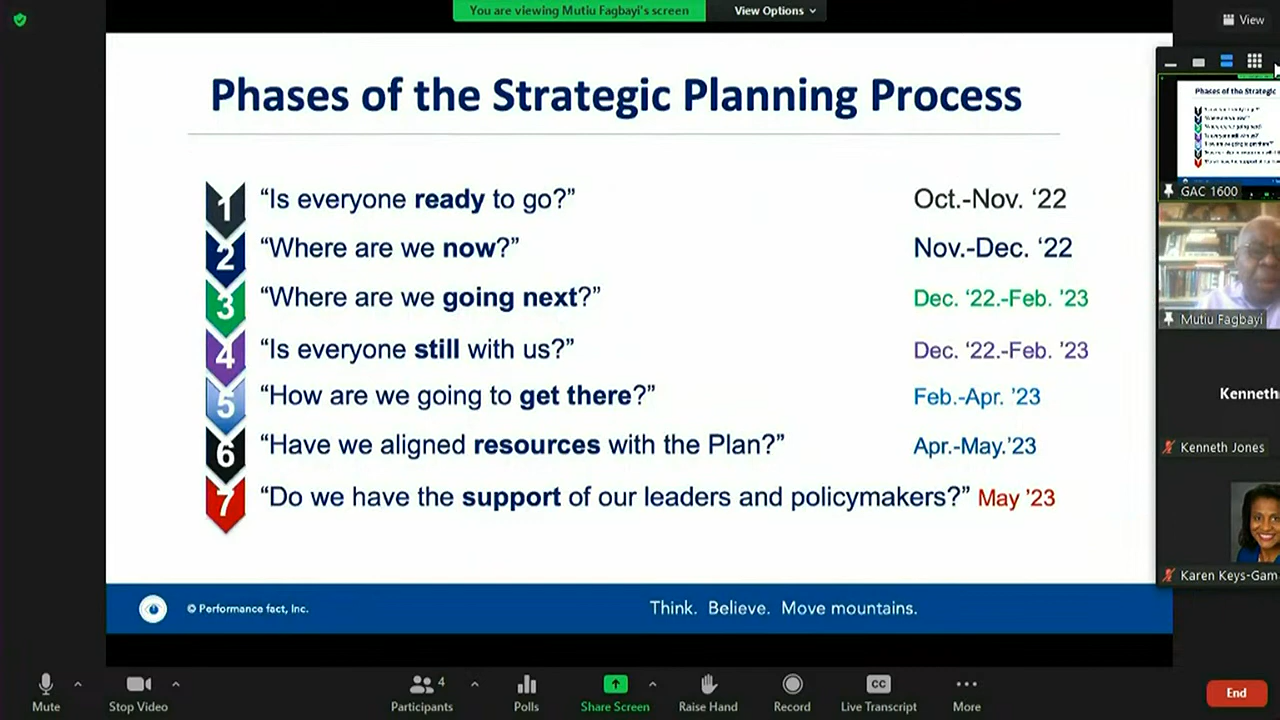 You are viewing Mutiu Fagbayi's screen
View Options
View
Phases of the Strategic Planning Process
1 “Is everyone ready to go?” Oct.-Nov. ‘22
2 “Where are we now?” Nov.-Dec. ‘22
3 “Where are we going next?” Dec. ‘22.-Feb. ‘23
4 “Is everyone still with us?” Dec. ‘22.-Feb. ‘23
5 “How are we going to get there?” Feb.-Apr. ’23
6 “Have we aligned resources with the Plan?” Apr.-May.’23
7 “Do we have the support of our leaders and policymakers?” May ’23
© Performance fact, Inc.
Think. Believe. Move mountains.
Phases of the Strategic
GAC 1600
Mutiu Fagbayi
Kenneth
Kenneth Jones
Karen Keys-Gam
Mute
Stop Video
4
Participants
Polls
Share Screen
Raise Hand
Record
CC
Live Transcript
More
End